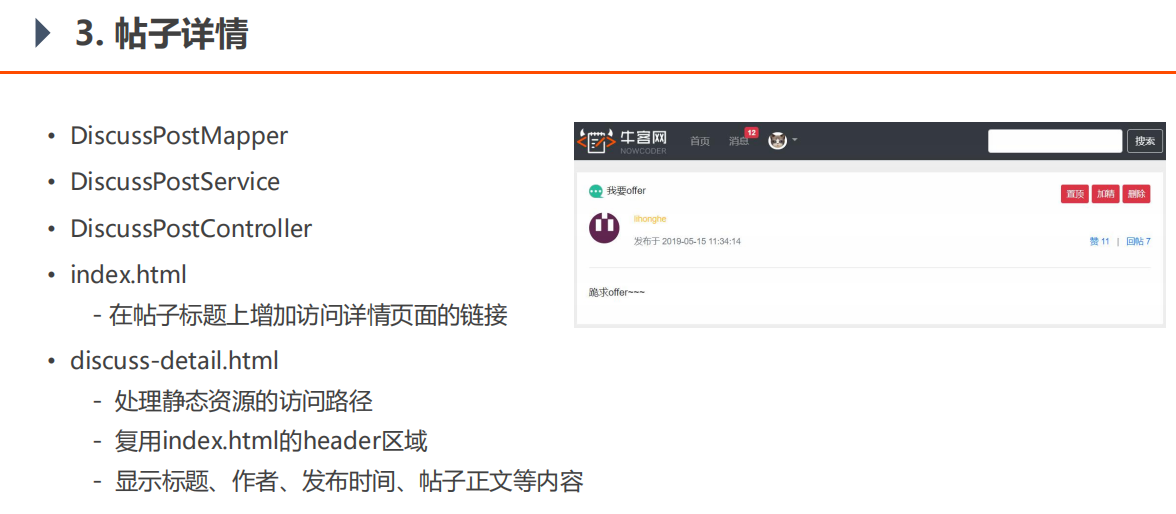 3. 帖子详情
• DiscussPostMapper
• DiscussPostService
• DiscussPostController
• index.html
- 在帖子标题上增加访问详情页面的链接
• discuss-detail.html
- 处理静态资源的访问路径
- 复用index.html的header区域
- 显示标题、作者、发布时间、帖子正文等内容
牛客网
NOWCODER
首页 消息 12 搜索
我要offer 置顶 加精 删除
lihonghe
发布于 2019-05-15 11:34:14 赞 11 | 回帖 7
跪求offer~~~